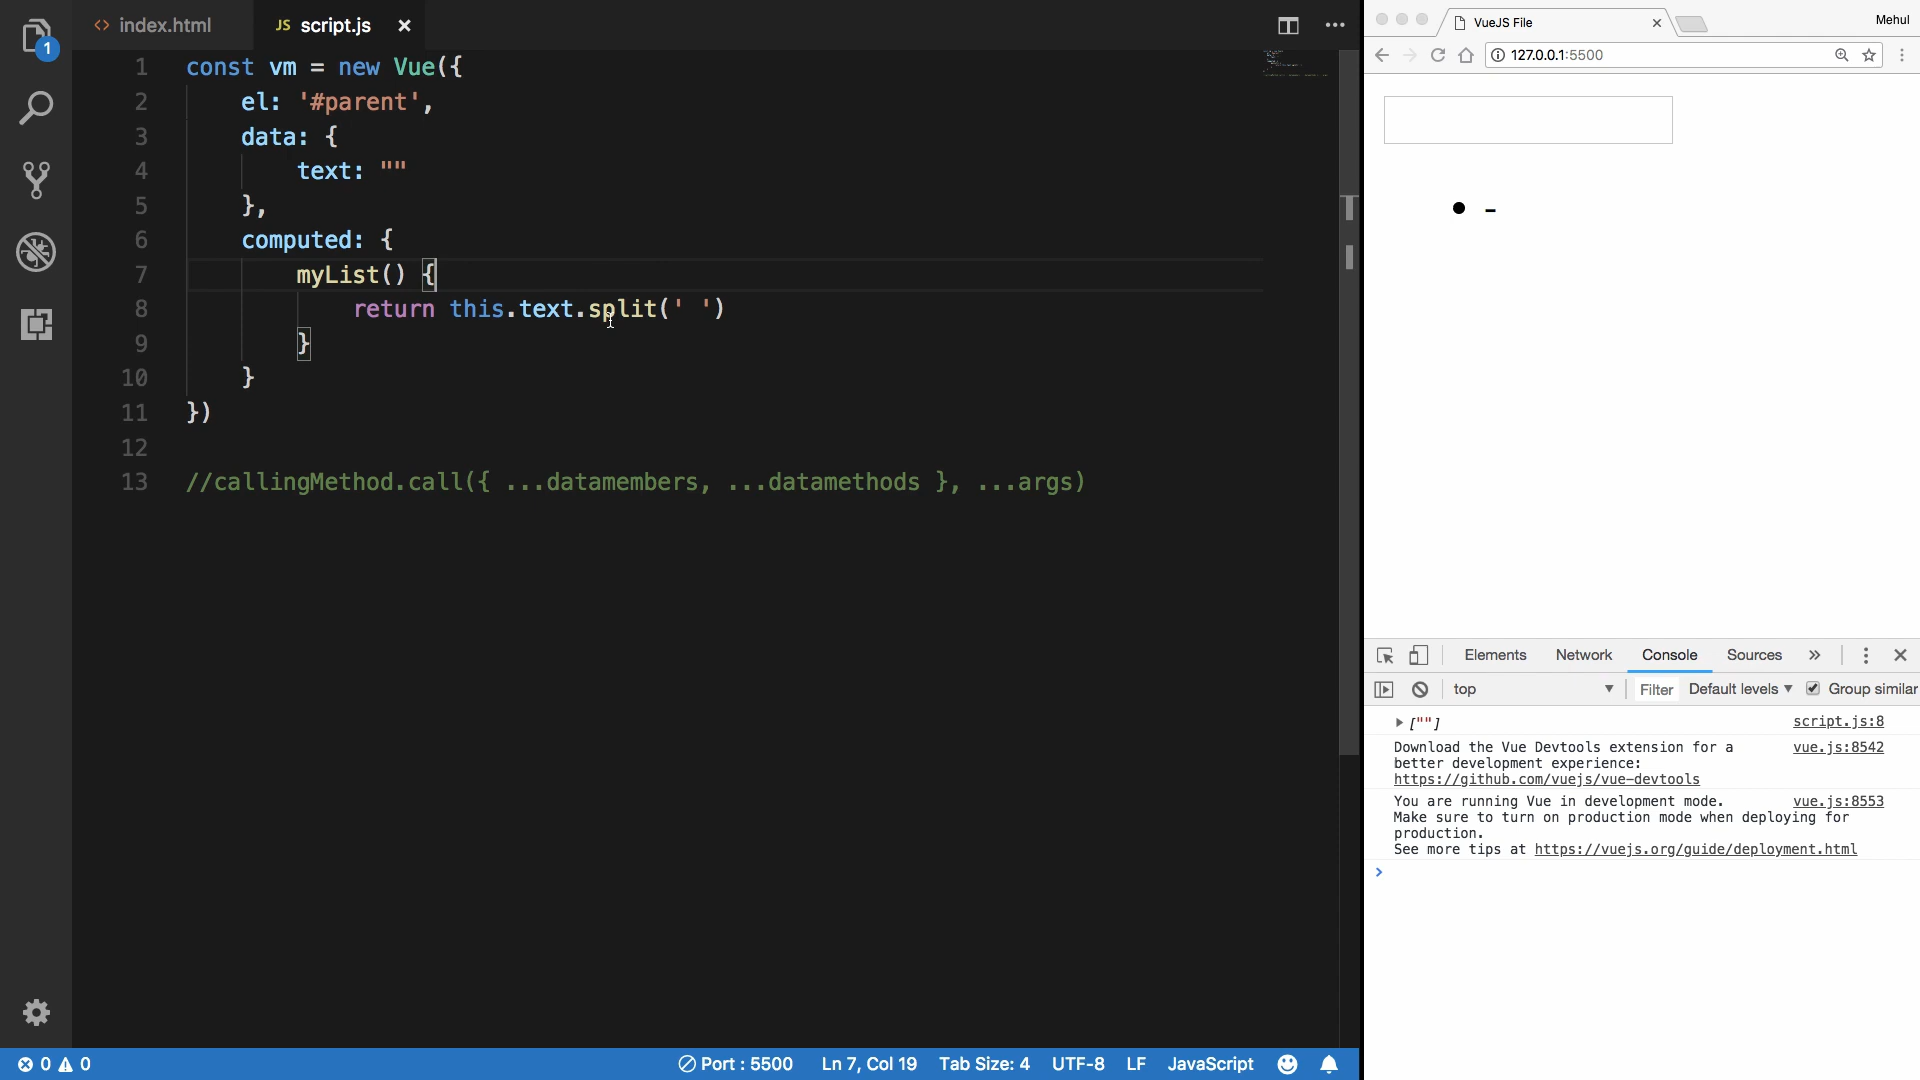 1
<> index.html
JS script.js ×
1 const vm = new Vue({
2 el: '#parent',
3 data: {
4 text: ""
5 },
6 computed: {
7 myList() {
8 return this.text.split(' ')
9 }
10 }
11 })
12
13 //callingMethod.call({ ...datamembers, ...datamethods }, ...args)
0 0
Port : 5500
Ln 7, Col 19
Tab Size: 4
UTF-8
LF
JavaScript
VueJS File
Mehul
127.0.0.1:5500
-
Elements Network Console Sources »
top Filter Default levels Group similar
[""] script.js:8
Download the Vue Devtools extension for a vue.js:8542
better development experience:
https://github.com/vuejs/vue-devtools
You are running Vue in development mode. vue.js:8553
Make sure to turn on production mode when deploying for
production.
See more tips at https://vuejs.org/guide/deployment.html